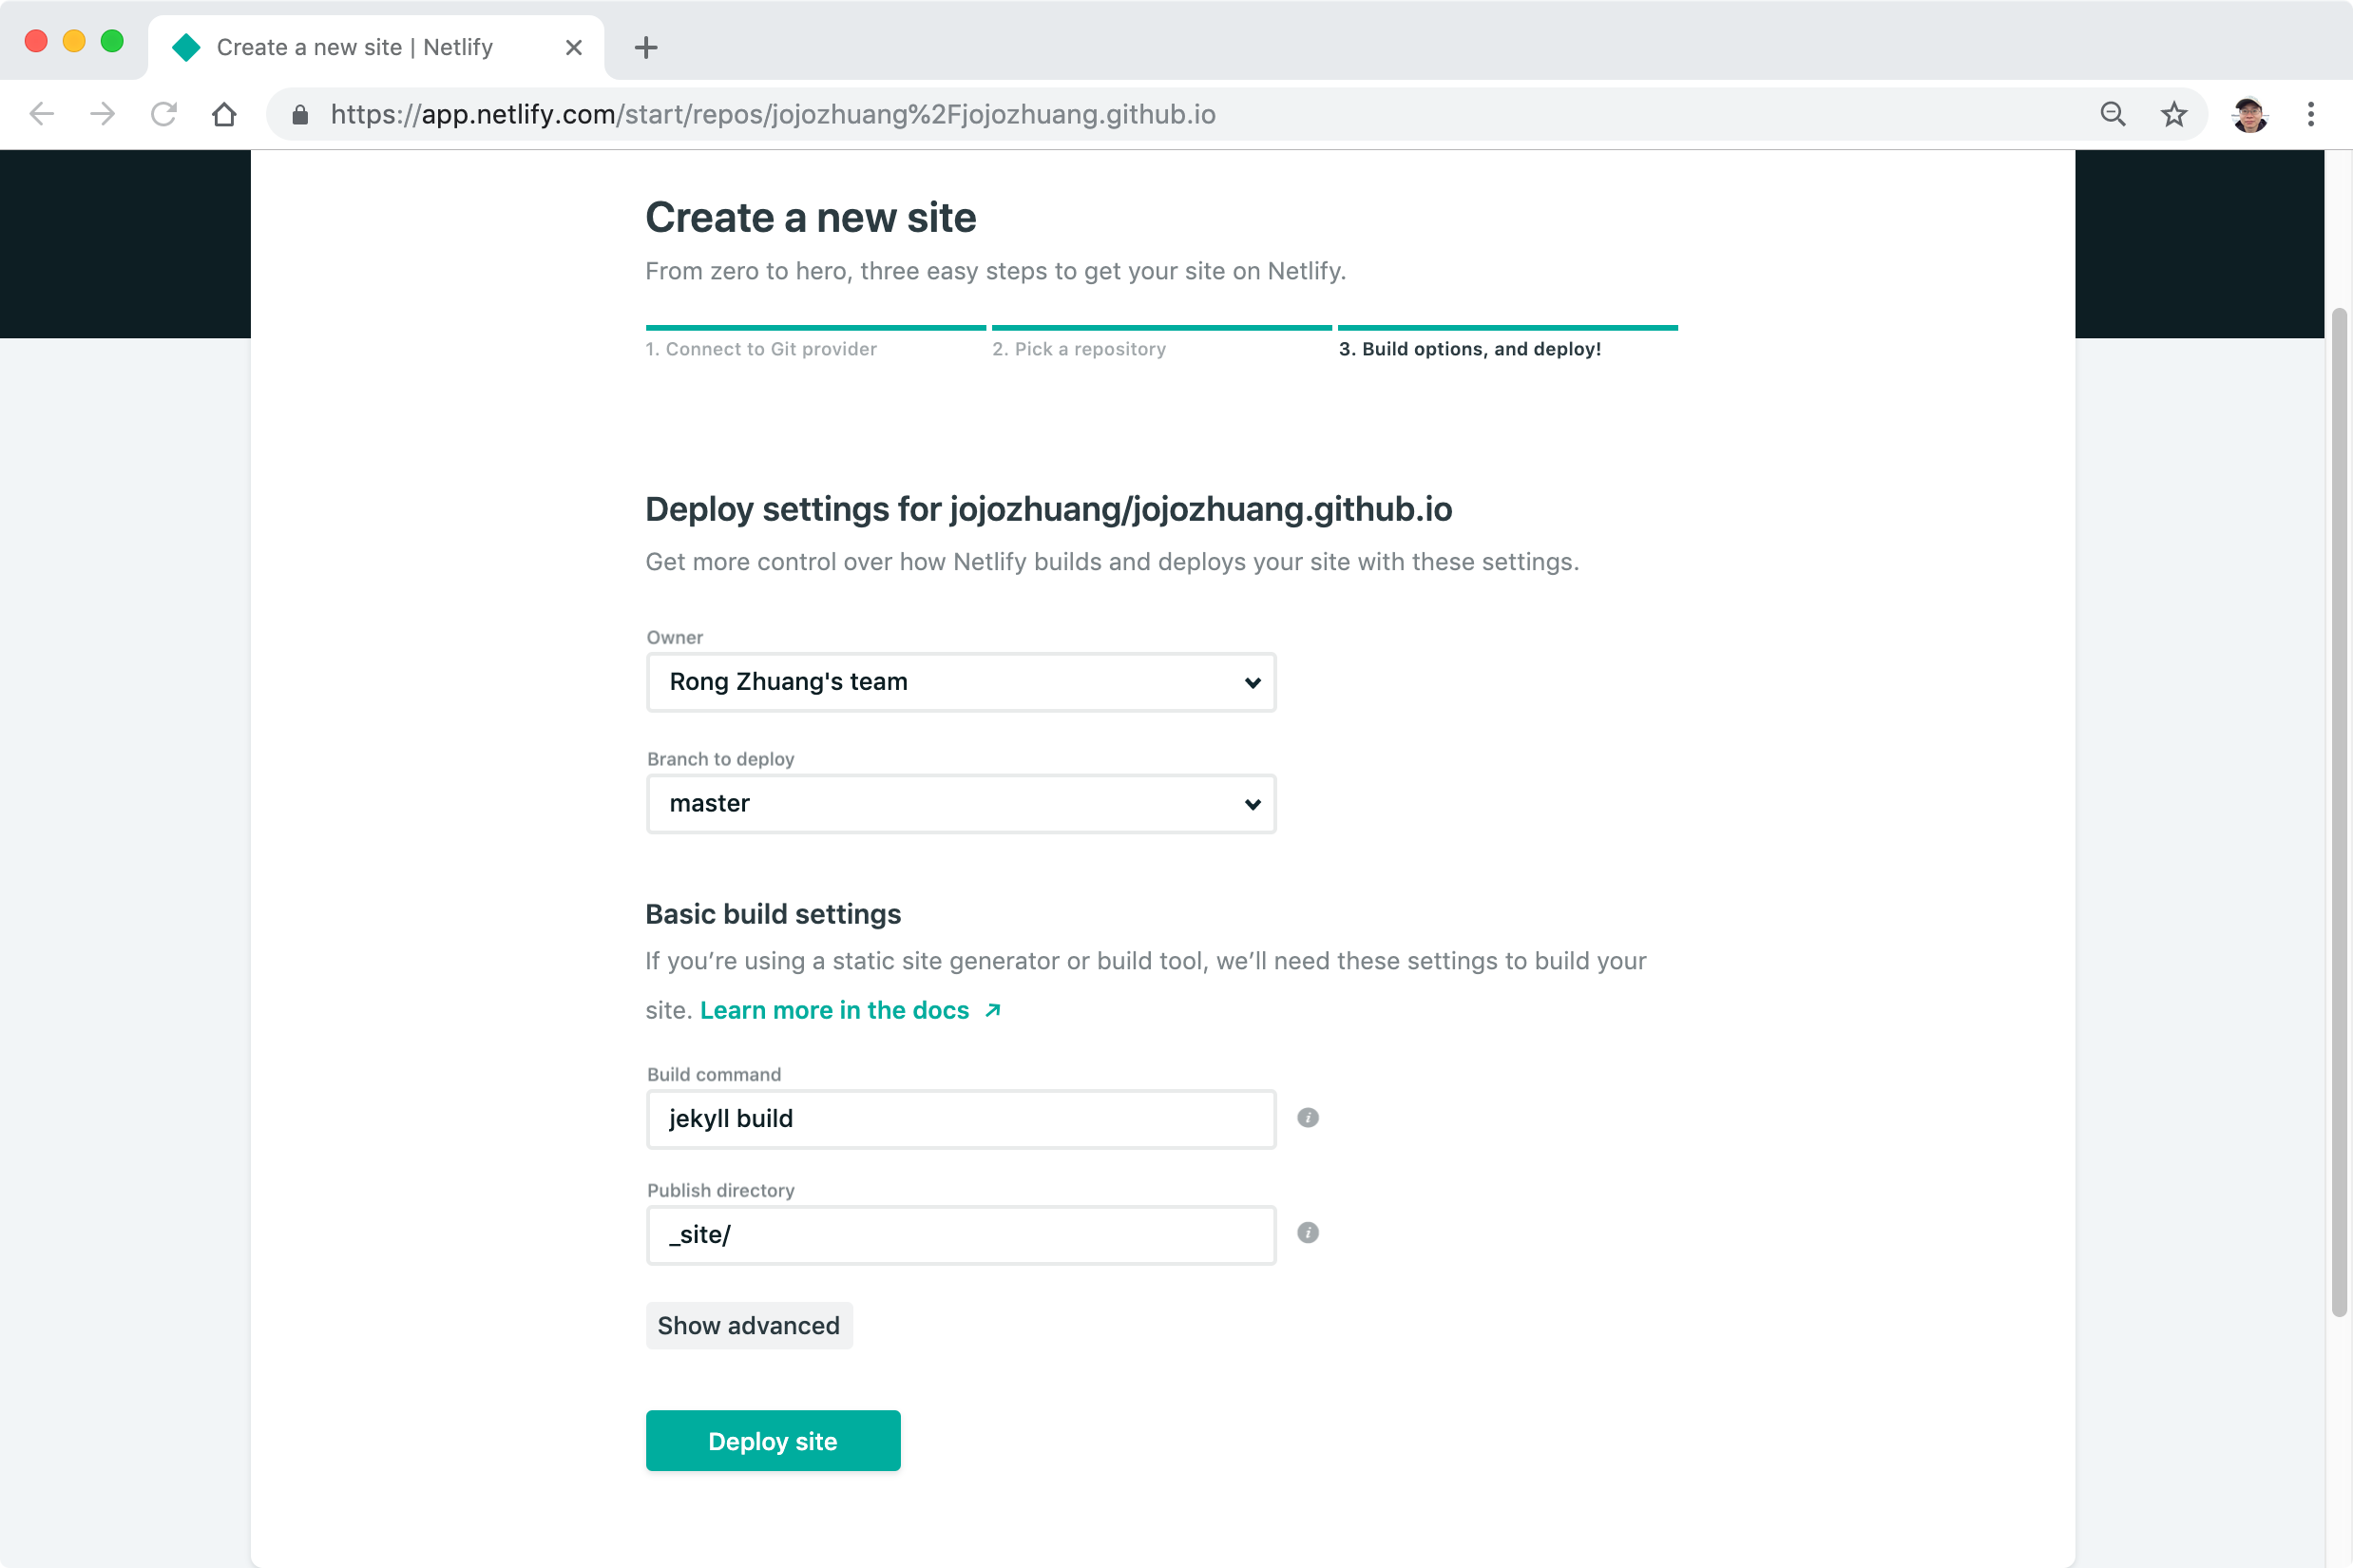 Create a new site | Netlify
https://app.netlify.com/start/repos/jojozhuang%2Fjojozhuang.github.io
Create a new site
From zero to hero, three easy steps to get your site on Netlify.
1. Connect to Git provider
2. Pick a repository
3. Build options, and deploy!
Deploy settings for jojozhuang/jojozhuang.github.io
Get more control over how Netlify builds and deploys your site with these settings.
Owner
Rong Zhuang's team
Branch to deploy
master
Basic build settings
If you’re using a static site generator or build tool, we’ll need these settings to build your
site. Learn more in the docs
Build command
jekyll build
Publish directory
_site/
Show advanced
Deploy site